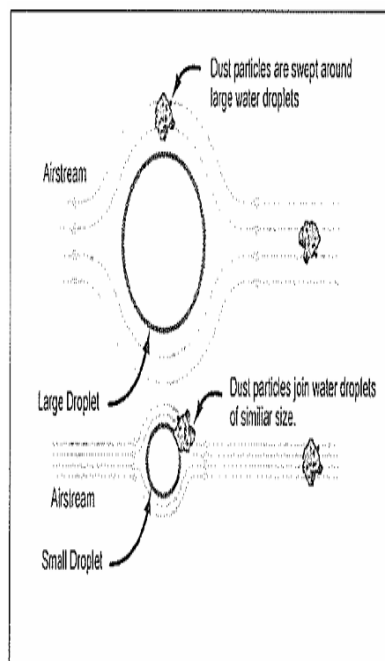 Dust particles are swept around
large water droplets
Airstream
Large Droplet
Dust particles join water droplets
of similiar size.
Airstream
Small Droplet